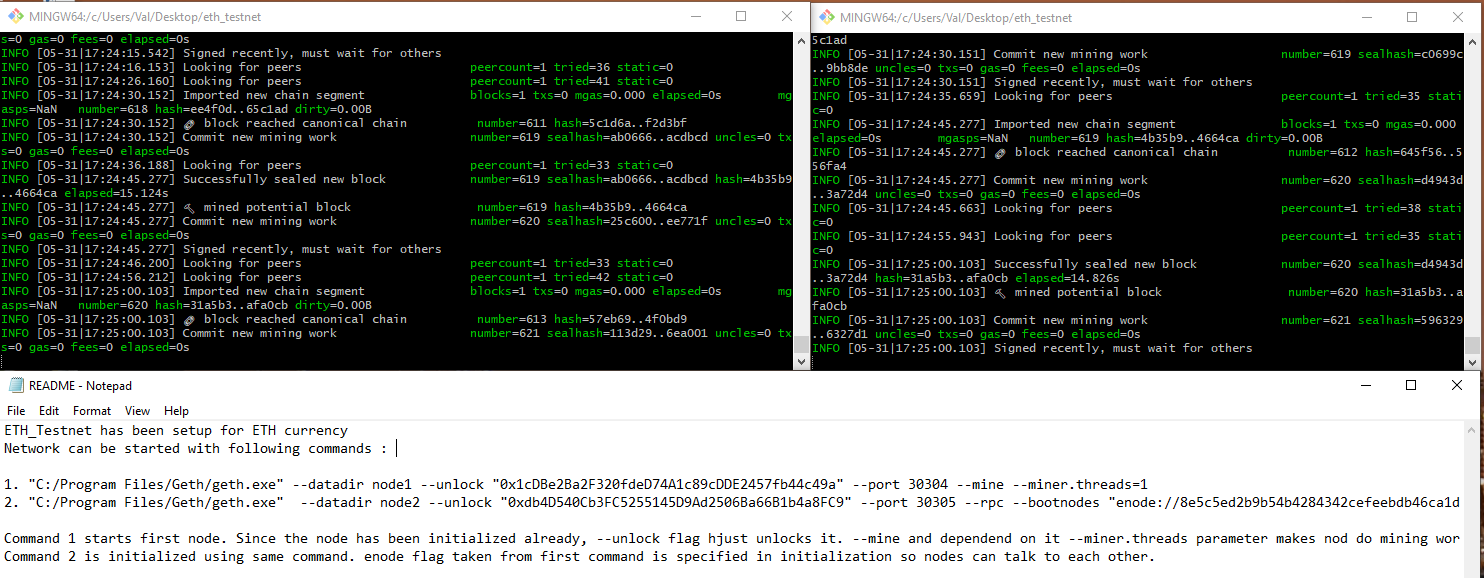 MINGW64:/c/Users/Val/Desktop/eth_testnet
s=0 gas=0 fees=0 elapsed=0s
INFO [05-31|17:24:15.542] Signed recently, must wait for others
INFO [05-31|17:24:16.153] Looking for peers peercount=1 tried=36 static=0
INFO [05-31|17:24:26.160] Looking for peers peercount=1 tried=41 static=0
INFO [05-31|17:24:30.152] Imported new chain segment blocks=1 txs=0 mgas=0.000 elapsed=0s mg
asps=NaN number=618 hash=ee4f0d..65c1ad dirty=0.00B
INFO [05-31|17:24:30.152] 🔗 block reached canonical chain number=611 hash=5c1d6a..f2d3bf
INFO [05-31|17:24:30.152] Commit new mining work number=619 sealhash=ab0666..acdbcd uncles=0 tx
s=0 gas=0 fees=0 elapsed=0s
INFO [05-31|17:24:36.188] Looking for peers peercount=1 tried=33 static=0
INFO [05-31|17:24:45.277] Successfully sealed new block number=619 sealhash=ab0666..acdbcd hash=4b35b9
..4664ca elapsed=15.124s
INFO [05-31|17:24:45.277] 🔨 mined potential block number=619 hash=4b35b9..4664ca
INFO [05-31|17:24:45.277] Commit new mining work number=620 sealhash=25c600..ee771f uncles=0 tx
s=0 gas=0 fees=0 elapsed=0s
INFO [05-31|17:24:45.277] Signed recently, must wait for others
INFO [05-31|17:24:46.200] Looking for peers peercount=1 tried=33 static=0
INFO [05-31|17:24:56.212] Looking for peers peercount=1 tried=42 static=0
INFO [05-31|17:25:00.103] Imported new chain segment blocks=1 txs=0 mgas=0.000 elapsed=0s mg
asps=NaN number=620 hash=31a5b3..afa0cb dirty=0.00B
INFO [05-31|17:25:00.103] 🔗 block reached canonical chain number=613 hash=57eb69..4f0bd9
INFO [05-31|17:25:00.103] Commit new mining work number=621 sealhash=113d29..6ea001 uncles=0 tx
s=0 gas=0 fees=0 elapsed=0s
MINGW64:/c/Users/Val/Desktop/eth_testnet
5c1ad
INFO [05-31|17:24:30.151] Commit new mining work number=619 sealhash=c0699c
..9bb8de uncles=0 txs=0 gas=0 fees=0 elapsed=0s
INFO [05-31|17:24:30.151] Signed recently, must wait for others
INFO [05-31|17:24:35.659] Looking for peers peercount=1 tried=35 stati
c=0
INFO [05-31|17:24:45.277] Imported new chain segment blocks=1 txs=0 mgas=0.000
elapsed=0s mgasps=NaN number=619 hash=4b35b9..4664ca dirty=0.00B
INFO [05-31|17:24:45.277] 🔗 block reached canonical chain number=612 hash=645f56..5
56fa4
INFO [05-31|17:24:45.277] Commit new mining work number=620 sealhash=d4943d
..3a72d4 uncles=0 txs=0 gas=0 fees=0 elapsed=0s
INFO [05-31|17:24:45.663] Looking for peers peercount=1 tried=38 stati
c=0
INFO [05-31|17:24:55.943] Looking for peers peercount=1 tried=35 stati
c=0
INFO [05-31|17:25:00.103] Successfully sealed new block number=620 sealhash=d4943d
..3a72d4 hash=31a5b3..afa0cb elapsed=14.826s
INFO [05-31|17:25:00.103] 🔨 mined potential block number=620 hash=31a5b3..a
fa0cb
INFO [05-31|17:25:00.103] Commit new mining work number=621 sealhash=596329
..6327d1 uncles=0 txs=0 gas=0 fees=0 elapsed=0s
INFO [05-31|17:25:00.103] Signed recently, must wait for others
README - Notepad
File Edit Format View Help
ETH_Testnet has been setup for ETH currency
Network can be started with following commands :
1. "C:/Program Files/Geth/geth.exe" --datadir node1 --unlock "0x1cDBe2Ba2F320fdeD74A1c89cDDE2457fb44c49a" --port 30304 --mine --miner.threads=1
2. "C:/Program Files/Geth/geth.exe" --datadir node2 --unlock "0xdb4D540Cb3FC5255145D9Ad2506Ba66B1b4a8FC9" --port 30305 --rpc --bootnodes "enode://8e5c5ed2b9b54b4284342cefeebdb46ca1d
Command 1 starts first node. Since the node has been initialized already, --unlock flag hjust unlocks it. --mine and dependend on it --miner.threads parameter makes nod do mining wor
Command 2 is initialized using same command. enode flag taken from first command is specified in initialization so nodes can talk to each other.